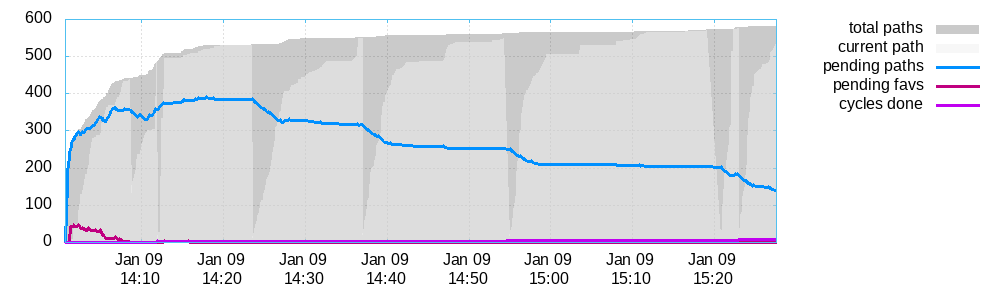 600
500
400
300
200
100
0
Jan 09 Jan 09 Jan 09 Jan 09 Jan 09 Jan 09 Jan 09 Jan 09
14:10 14:20 14:30 14:40 14:50 15:00 15:10 15:20
total paths
current path
pending paths
pending favs
cycles done